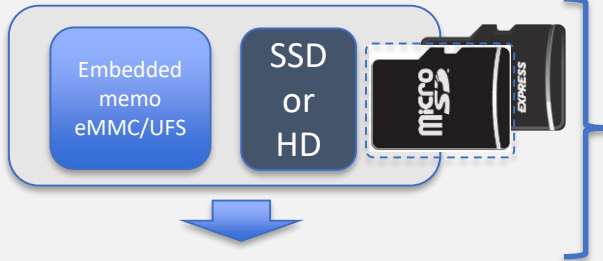 Embedded
memo
eMMC/UFS
SSD
or
HD
micro
SD
EXPRESS